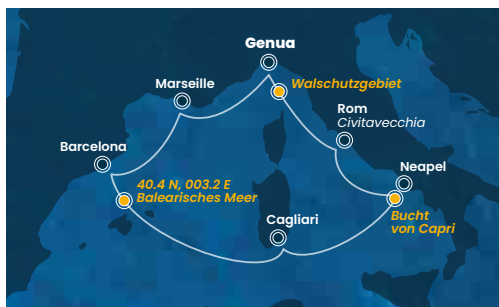 Genua
Marseille
Walschutzgebiet
Rom
Civitavecchia
Barcelona
Neapel
40.4 N, 003.2 E
Balearisches Meer
Cagliari
Bucht
von Capri